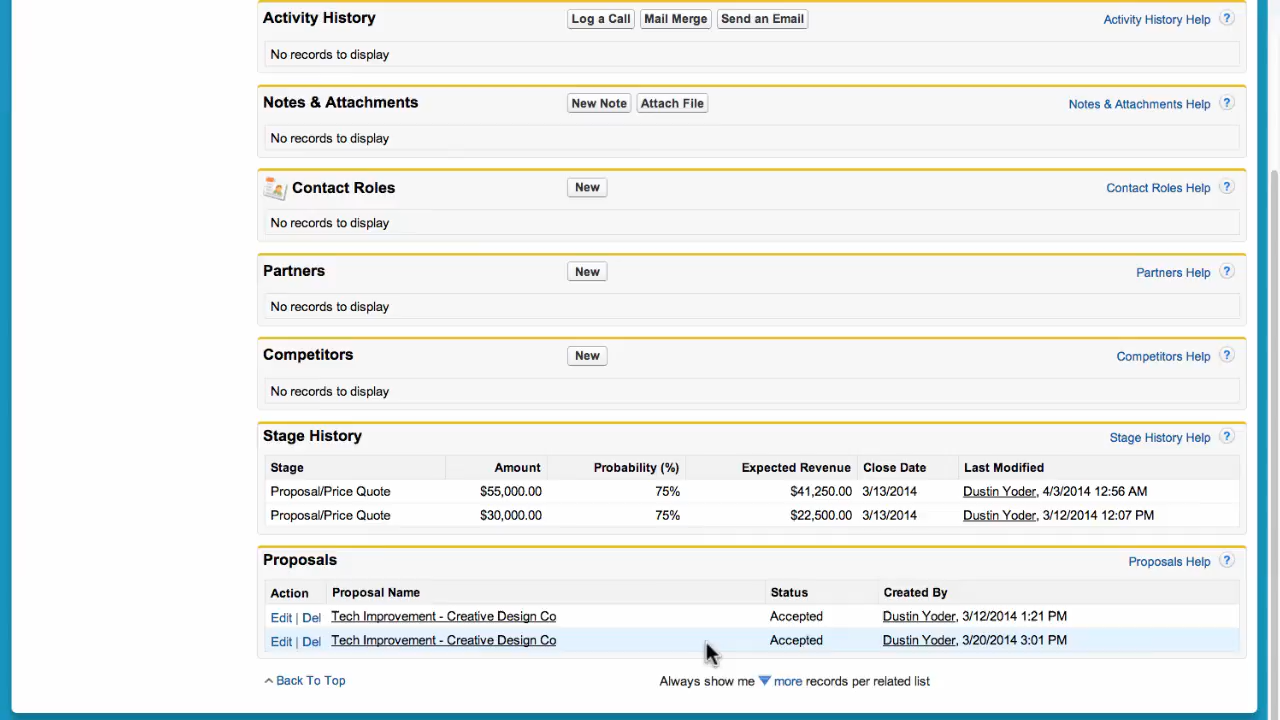 Activity History Log a Call Mail Merge Send an Email Activity History Help ?
No records to display
Notes & Attachments New Note Attach File Notes & Attachments Help ?
No records to display
Contact Roles New Contact Roles Help ?
No records to display
Partners New Partners Help ?
No records to display
Competitors New Competitors Help ?
No records to display
Stage History Stage History Help ?
Stage Amount Probability (%) Expected Revenue Close Date Last Modified
Proposal/Price Quote $55,000.00 75% $41,250.00 3/13/2014 Dustin Yoder, 4/3/2014 12:56 AM
Proposal/Price Quote $30,000.00 75% $22,500.00 3/13/2014 Dustin Yoder, 3/12/2014 12:07 PM
Proposals Proposals Help ?
Action Proposal Name Status Created By
Edit | Del Tech Improvement - Creative Design Co Accepted Dustin Yoder, 3/12/2014 1:21 PM
Edit | Del Tech Improvement - Creative Design Co Accepted Dustin Yoder, 3/20/2014 3:01 PM
Back To Top Always show me more records per related list